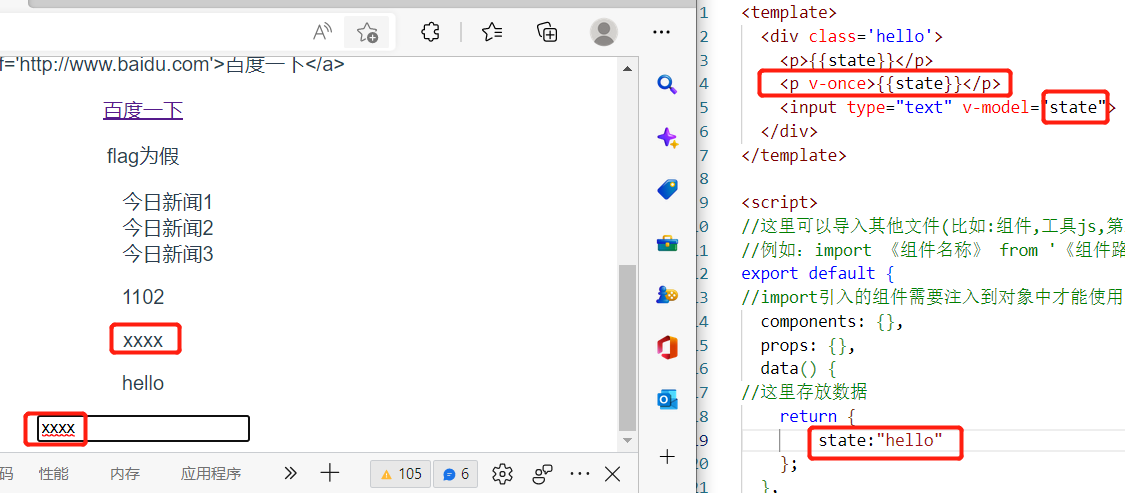 f='http://www.baidu.com'>百度一下</a>
百度一下
flag为假
今日新闻1
今日新闻2
今日新闻3
1102
xxxx
hello
xxxx
码 性能 内存 应用程序 105 6
1 <template>
2 <div class='hello'>
3 <p>{{state}}</p>
4 <p v-once>{{state}}</p>
5 <input type="text" v-model="state">
6 </div>
7 </template>
8
9 <script>
10 //这里可以导入其他文件(比如:组件,工具js,第
11 //例如: import 《组件名称》 from '《组件路
12 export default {
13 //import引入的组件需要注入到对象中才能使用
14 components: {},
15 props: {},
16 data() {
17 //这里存放数据
18 return {
19 state:"hello"
20 };
21 },